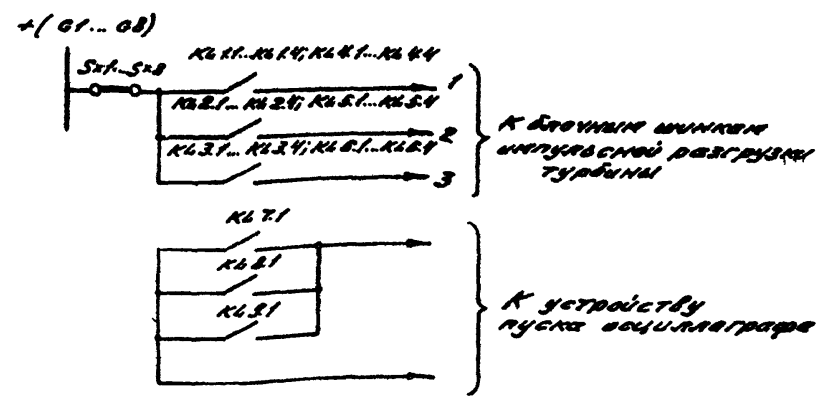 +(G1...G8)
SX1...SX8
KL1.1...KL1.4; KL4.1...KL4.4
1
KL2.1...KL2.4; KL5.1...KL5.4
2
KL3.1...KL3.4; KL6.1...KL6.4
3
К блочным шинкам
импульсной разгрузки
турбины
KL7.1
KL8.1
KL9.1
К устройству
пуска осциллографа